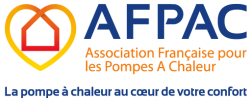 AFPAC
Association Française pour
les Pompes A Chaleur
La pompe à chaleur au cœur de votre confort